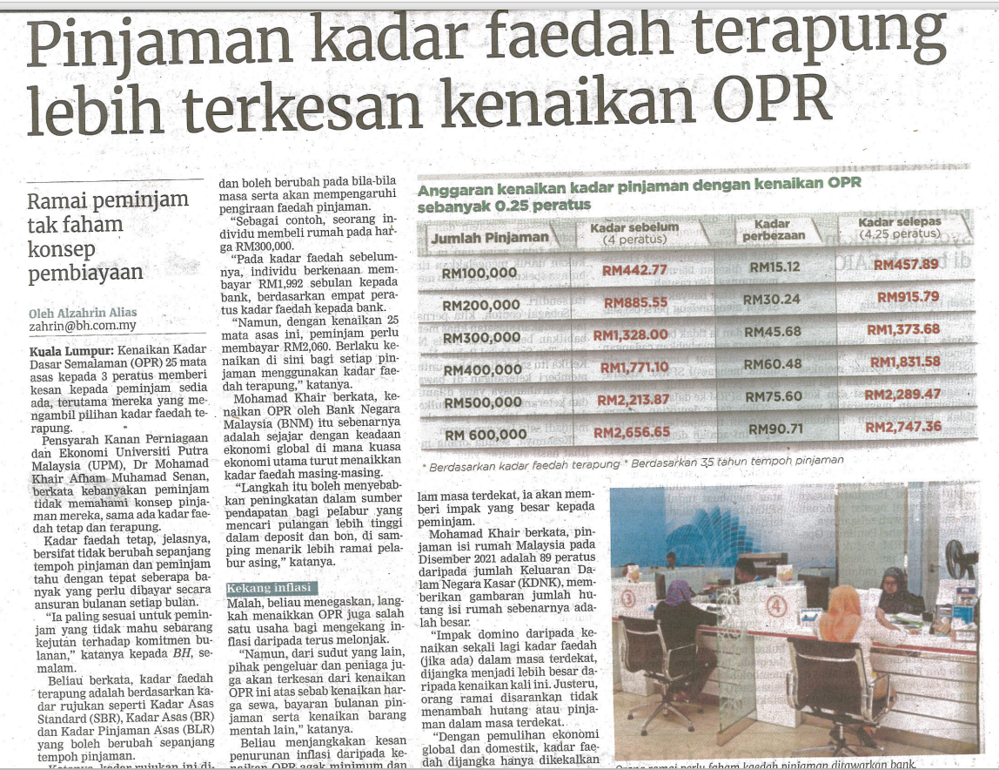 Pinjaman kadar faedah terapung
lebih terkesan kenaikan OPR
Ramai peminjam
tak faham
konsep
pembiayaan
Oleh Alzahrin Alias
zahrin@bh.com.my
Kuala Lumpur: Kenaikan Kadar
Dasar Semalaman (OPR) 25 mata
asas kepada 3 peratus memberi
kesan kepada peminjam sedia
ada, terutama mereka yang me-
ngambil pilihan kadar faedah te-
rapung.
Pensyarah Kanan Perniagaan
dan Ekonomi Universiti Putra
Malaysia (UPM), Dr Mohamad
Khair Afham Muhamad Senan,
berkata kebanyakan peminjam
tidak memahami konsep pinja-
man mereka, sama ada kadar fae-
dah tetap dan terapung.
Kadar faedah tetap, jelasnya,
bersifat tidak berubah sepanjang
tempoh pinjaman dan peminjam
tahu dengan tepat seberapa ba-
nyak yang perlu dibayar secara
ansuran bulanan setiap bulan.
"Ia paling sesuai untuk pemin-
jam yang tidak mahu sebarang
kejutan terhadap komitmen bu-
lanan," katanya kepada BH, se-
malam.
Beliau berkata, kadar faedah
terapung adalah berdasarkan ka-
dar rujukan seperti Kadar Asas
Standard (SBR), Kadar Asas (BR)
dan Kadar Pinjaman Asas (BLR)
yang boleh berubah sepanjang
tempoh pinjaman.
Katanya, kadar rujukan ini di-
dan boleh berubah pada bila-bila
masa serta akan mempengaruhi
pengiraan faedah pinjaman.
"Sebagai contoh, seorang in-
dividu membeli rumah pada har-
ga RM300,000.
"Pada kadar faedah sebelum-
nya, individu berkenaan mem-
bayar RM1,992 sebulan kepada
bank, berdasarkan empat pera-
tus kadar faedah kepada bank.
"Namun, dengan kenaikan 25
mata asas ini, peminjam perlu
membayar RM2,060. Berlaku ke-
naikan di sini bagi setiap pin-
jaman menggunakan kadar fae-
dah terapung," katanya.
Mohamad Khair berkata, ke-
naikan OPR oleh Bank Negara
Malaysia (BNM) itu sebenarnya
adalah sejajar dengan keadaan
ekonomi global di mana kuasa
ekonomi utama turut menaikkan
kadar faedah masing-masing.
"Langkah itu boleh menyebab-
kan peningkatan dalam sumber
pendapatan bagi pelabur yang
mencari pulangan lebih tinggi
dalam deposit dan bon, di sam-
ping menarik lebih ramai pela-
bur asing," katanya.
Kekang inflasi
Malah, beliau menegaskan, lang-
kah menaikkan OPR juga salah
satu usaha bagi mengekang in-
flasi daripada terus melonjak.
"Namun, dari sudut yang lain,
pihak pengeluar dan peniaga ju-
ga akan terkesan dari kenaikan
OPR ini atas sebab kenaikan har-
ga sewa, bayaran bulanan pin-
jaman serta kenaikan barang
mentah lain," katanya.
Beliau menjangkakan kesan
penurunan inflasi daripada ke-
naikan OPR agak minimum dan
Anggaran kenaikan kadar pinjaman dengan kenaikan OPR
sebanyak 0.25 peratus
Jumlah Pinjaman Kadar sebelum (4 peratus) Kadar perbezaan Kadar selepas (4.25 peratus)
RM100,000 RM442.77 RM15.12 RM457.89
RM200,000 RM885.55 RM30.24 RM915.79
RM300,000 RM1,328.00 RM45.68 RM1,373.68
RM400,000 RM1,771.10 RM60.48 RM1,831.58
RM500,000 RM2,213.87 RM75.60 RM2,289.47
RM 600,000 RM2,656.65 RM90.71 RM2,747.36
* Berdasarkan kadar faedah terapung * Berdasarkan 35 tahun tempoh pinjaman
lam masa terdekat, ia akan mem-
beri impak yang besar kepada
peminjam.
Mohamad Khair berkata, pin-
jaman isi rumah Malaysia pada
Disember 2021 adalah 89 peratus
daripada jumlah Keluaran Da-
lam Negara Kasar (KDNK), mem-
berikan gambaran jumlah hu-
tang isi rumah sebenarnya ada-
lah besar.
"Impak domino daripada ke-
naikan sekali lagi kadar faedah
(jika ada) dalam masa terdekat,
dijangka menjadi lebih besar da-
ripada kenaikan kali ini. Justeru,
orang ramai disarankan tidak
menambah hutang atau pinja-
man dalam masa terdekat.
"Dengan pemulihan ekonomi
global dan domestik, kadar fae-
dah dijangka hanya dikekalkan
3
4
Orang ramai perlu faham kaedah pinjaman ditawarkan bank.